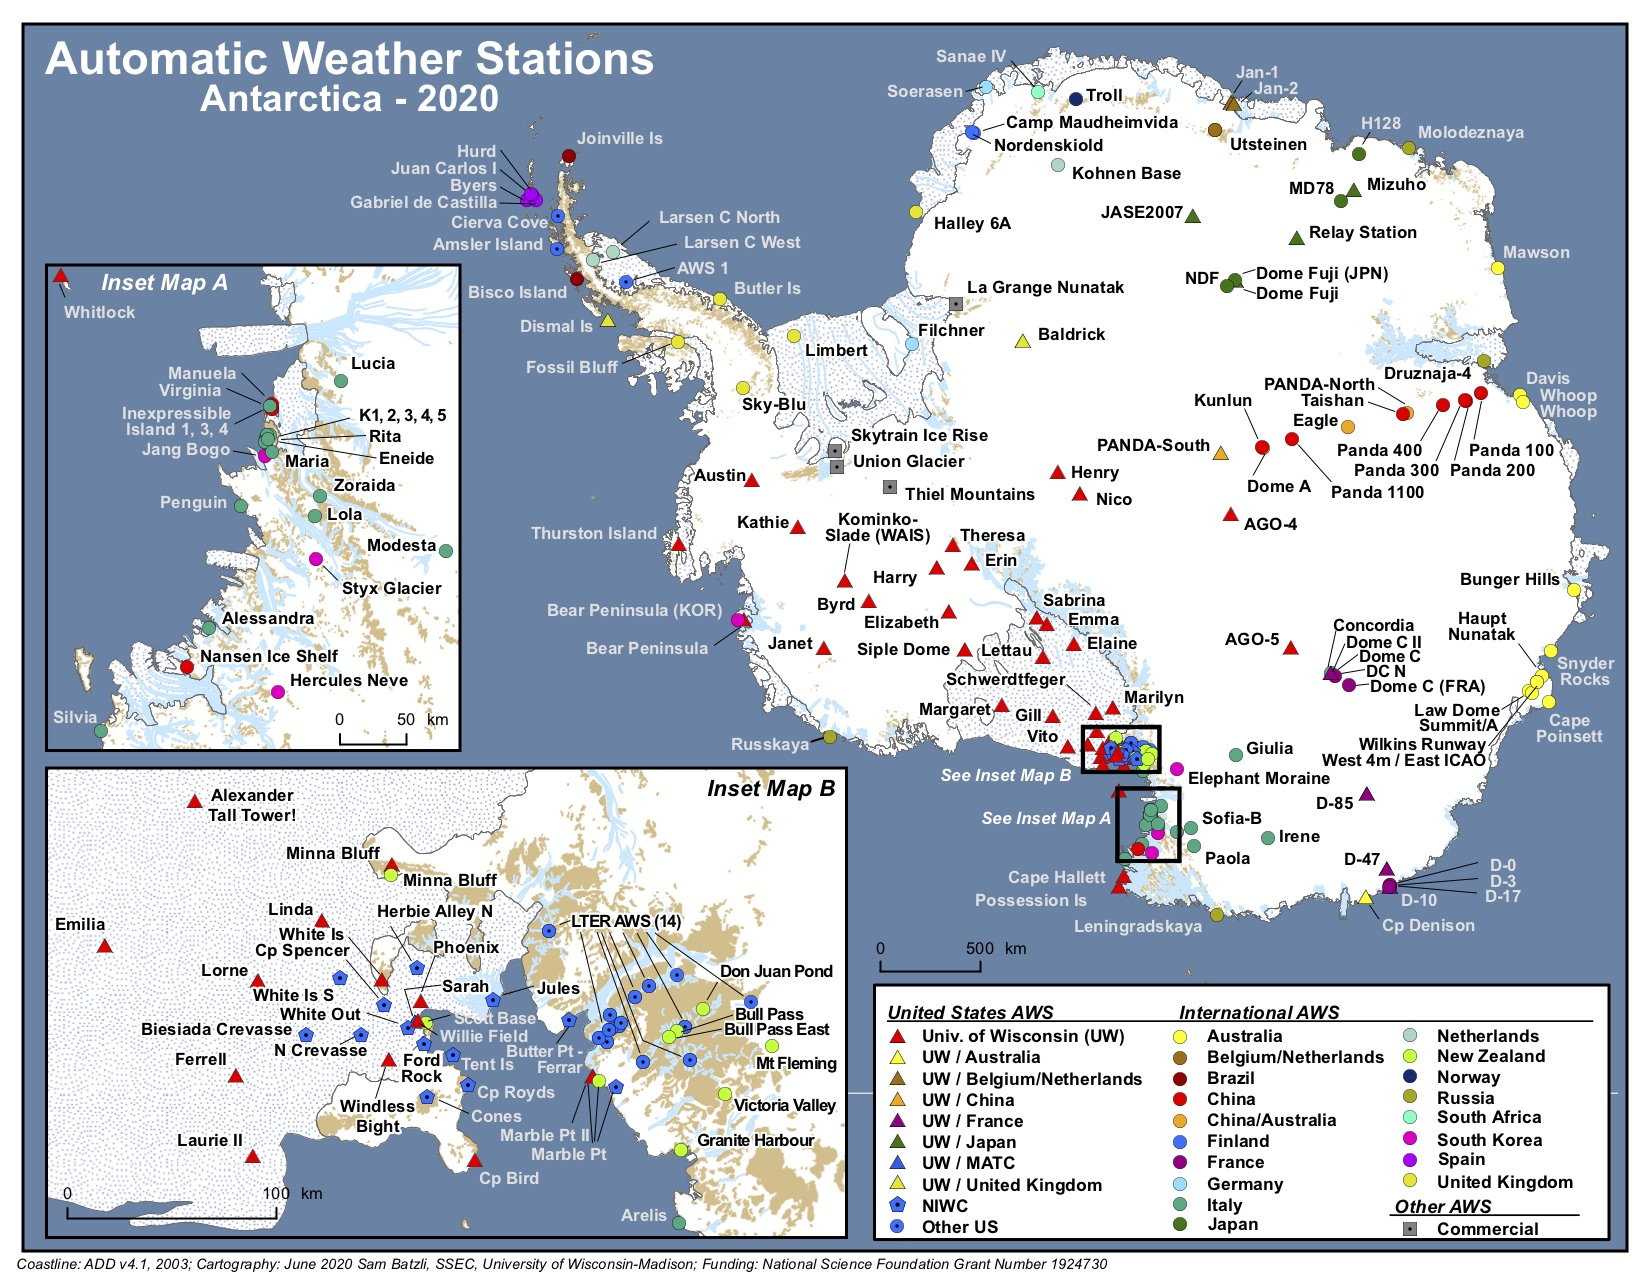 Automatic Weather Stations
Antarctica - 2020
Sanae IV
Soerasen
Troll
Jan-1
Jan-2
Camp Maudheimvida
Nordenskiold
Utsteinen
H128
Molodeznaya
Kohnen Base
MD78
Mizuho
JASE2007
Halley 6A
Relay Station
Mawson
NDF
Dome Fuji (JPN)
Dome Fuji
Joinville Is
Hurd
Juan Carlos I
Byers
Gabriel de Castilla
Cierva Cove
Amsler Island
Larsen C North
Larsen C West
AWS 1
Bisco Island
Butler Is
Dismal Is
Fossil Bluff
La Grange Nunatak
Filchner
Baldrick
Limbert
Sky-Blu
Druznaja-4
PANDA-North
Taishan
Eagle
Kunlun
Davis
Whoop
Whoop
PANDA-South
Panda 400
Panda 100
Panda 300
Panda 200
Dome A
Panda 1100
Skytrain Ice Rise
Union Glacier
Thiel Mountains
Austin
Henry
Nico
AGO-4
Kathie
Kominko-
Slade (WAIS)
Theresa
Erin
Harry
Thurston Island
Byrd
Elizabeth
Sabrina
Emma
Elaine
Bear Peninsula (KOR)
Bear Peninsula
Janet
Siple Dome
Lettau
Schwerdtfeger
Marilyn
Margaret
Gill
Vito
Russkaya
Bunger Hills
Haupt
Nunatak
AGO-5
Concordia
Dome C II
Dome C
DC N
Dome C (FRA)
Snyder
Rocks
Law Dome
Summit/A
Cape
Poinsett
Wilkins Runway
West 4m / East ICAO
Giulia
Elephant Moraine
D-85
See Inset Map B
See Inset Map A
Sofia-B
Irene
Paola
D-47
D-0
D-3
D-17
D-10
Cape Hallett
Possession Is
Leningradskaya
Cp Denison
0 500 km
Inset Map A
Whitlock
Lucia
Manuela
Virginia
Inexpressible
Island 1, 3, 4
Jang Bogo
K1, 2, 3, 4, 5
Rita
Eneide
Maria
Zoraida
Penguin
Lola
Modesta
Styx Glacier
Alessandra
Nansen Ice Shelf
Hercules Neve
Silvia
0 50 km
Inset Map B
Alexander
Tall Tower!
Minna Bluff
Minna Bluff
Linda
Herbie Alley N
LTER AWS (14)
Emilia
White Is
Cp Spencer
Phoenix
Lorne
White Is S
Sarah
Jules
Don Juan Pond
White Out
Scott Base
Bull Pass
Biesiada Crevasse
Willie Field
Bull Pass East
N Crevasse
Butter Pt -
Ferrar
Ferrell
Ford
Rock
Tent Is
Mt Fleming
Cp Royds
Windless
Bight
Cones
Victoria Valley
Marble Pt II
Marble Pt
Laurie II
Granite Harbour
Cp Bird
Arelis
0 100 km
United States AWS
Univ. of Wisconsin (UW)
UW / Australia
UW / Belgium/Netherlands
UW / China
UW / France
UW / Japan
UW / MATC
UW / United Kingdom
NIWC
Other US
International AWS
Australia
Belgium/Netherlands
Brazil
China
China/Australia
Finland
France
Germany
Italy
Japan
Netherlands
New Zealand
Norway
Russia
South Africa
South Korea
Spain
United Kingdom
Other AWS
Commercial
Coastline: ADD v4.1, 2003; Cartography: June 2020 Sam Batzli, SSEC, University of Wisconsin-Madison; Funding: National Science Foundation Grant Number 1924730